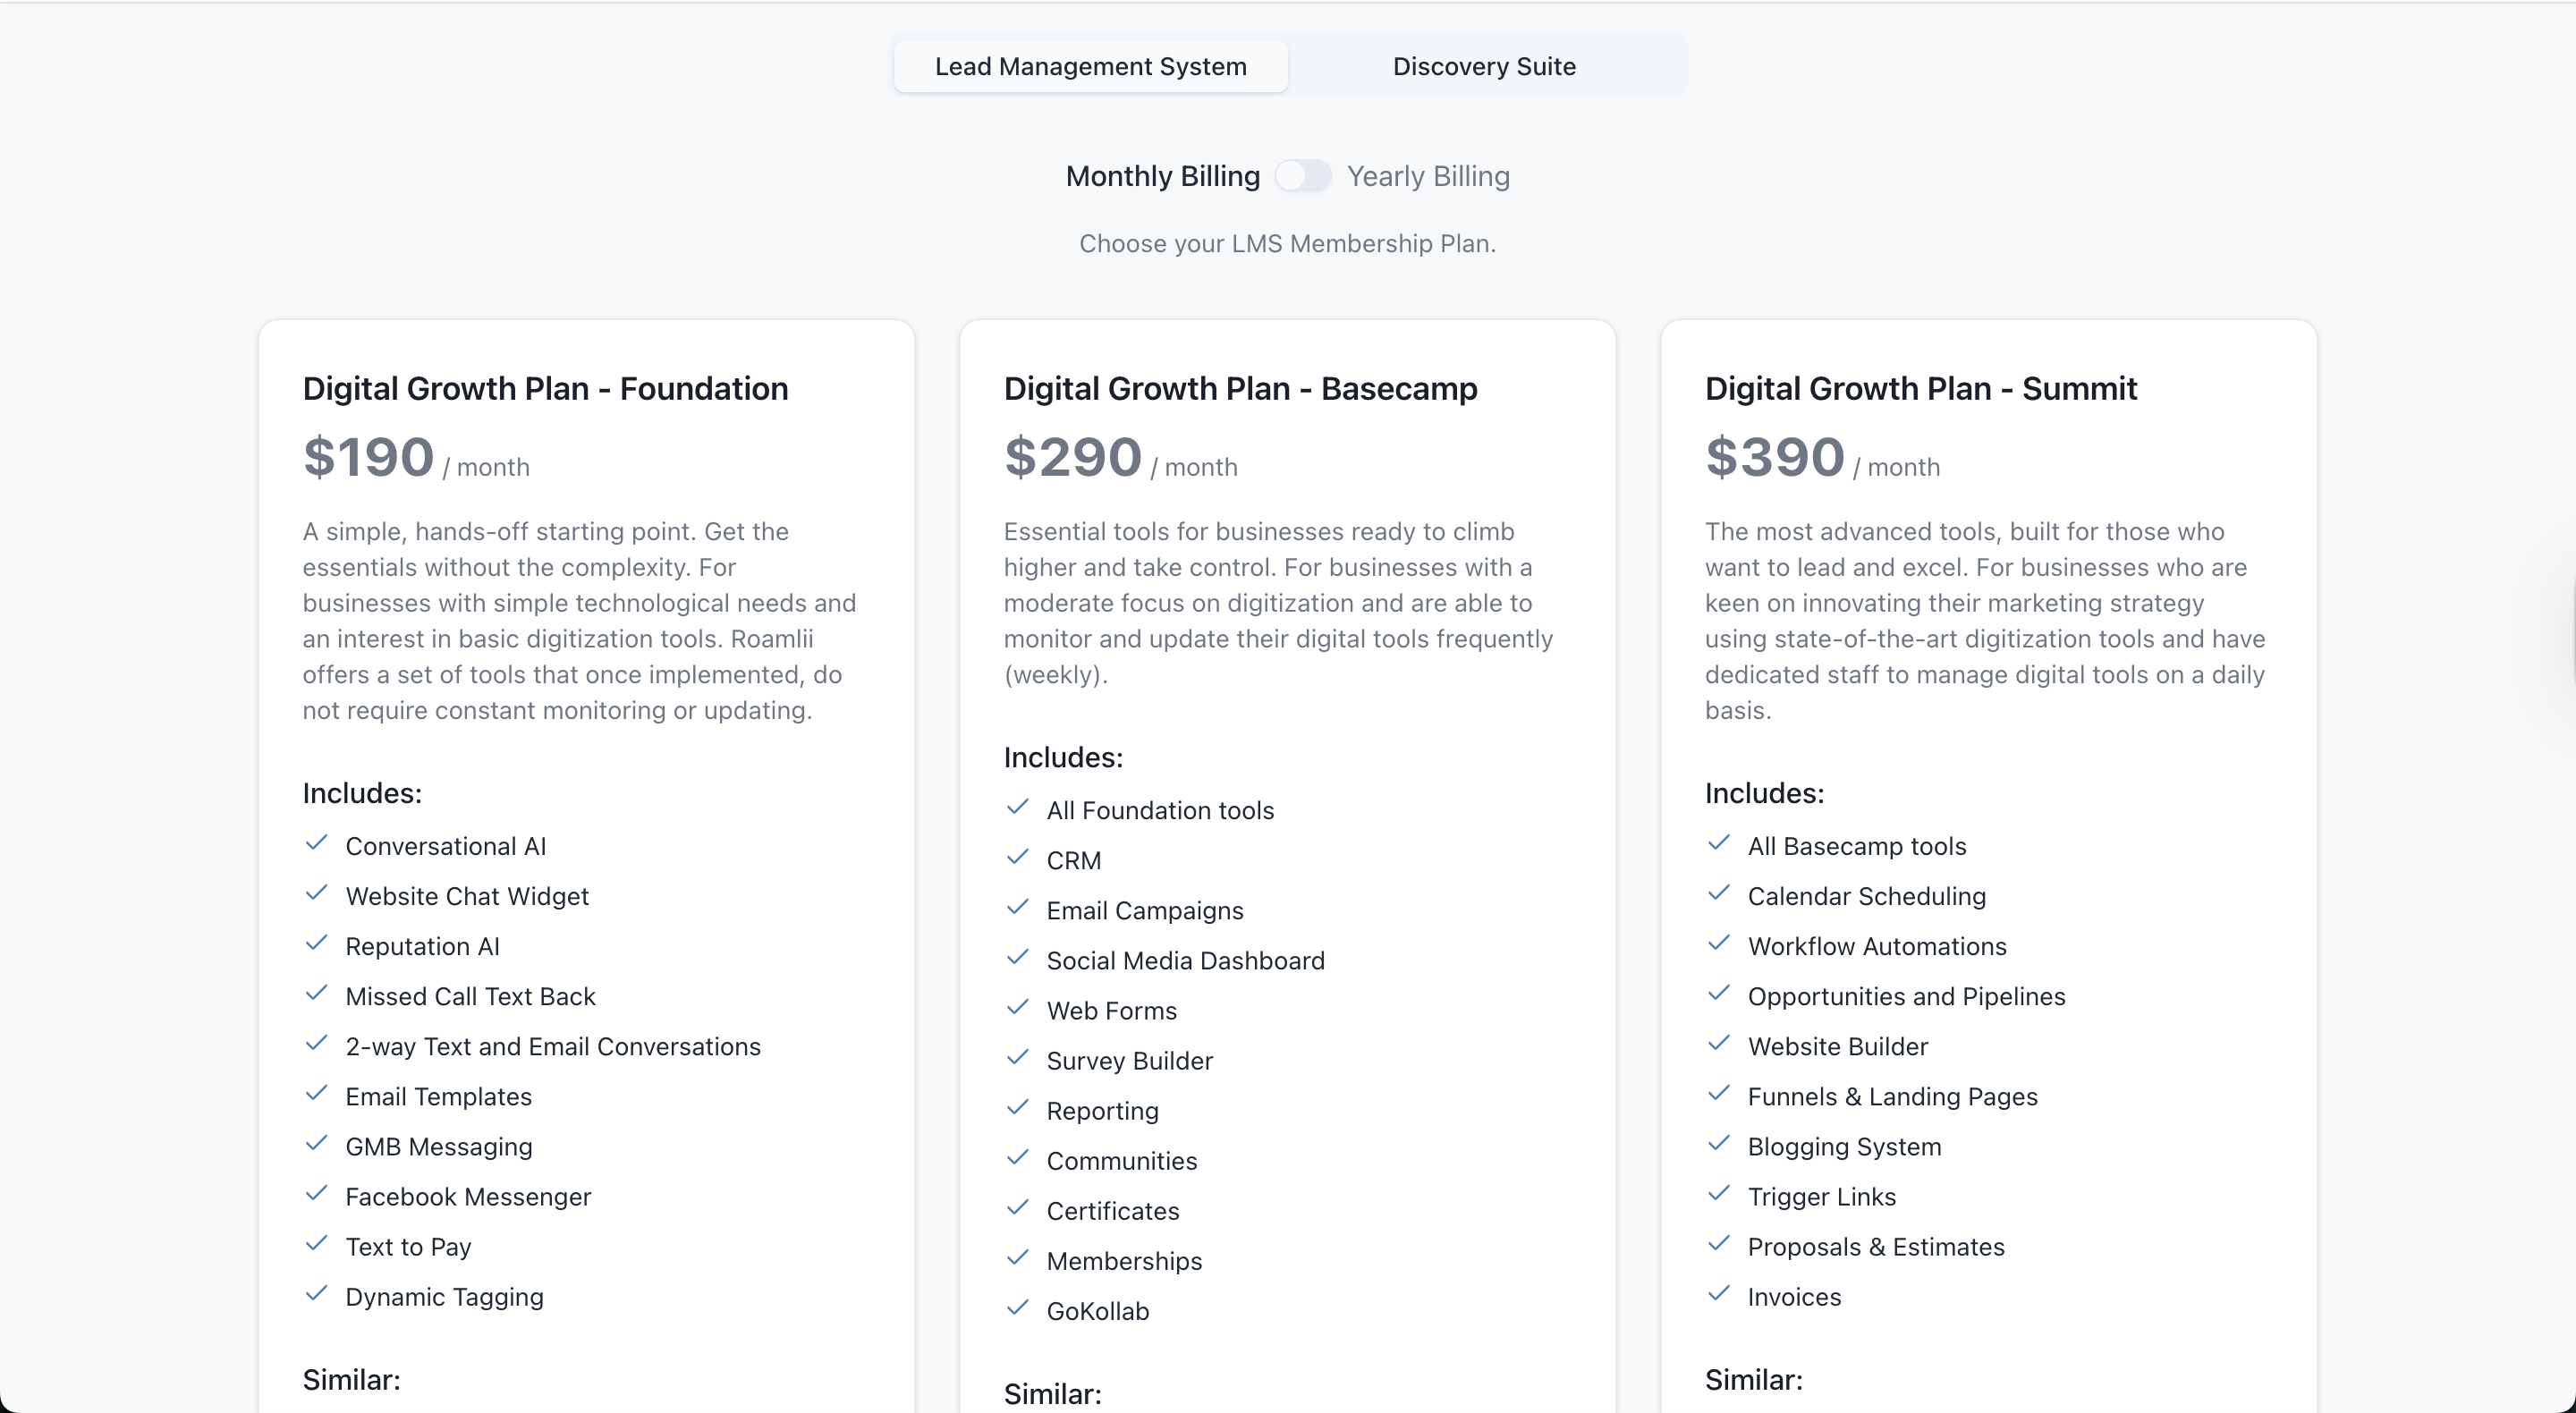 Lead Management System
Discovery Suite
Monthly Billing
Yearly Billing
Choose your LMS Membership Plan.
Digital Growth Plan - Foundation
$190 / month
A simple, hands-off starting point. Get the
essentials without the complexity. For
businesses with simple technological needs and
an interest in basic digitization tools. Roamlii
offers a set of tools that once implemented, do
not require constant monitoring or updating.
Includes:
Conversational AI
Website Chat Widget
Reputation AI
Missed Call Text Back
2-way Text and Email Conversations
Email Templates
GMB Messaging
Facebook Messenger
Text to Pay
Dynamic Tagging
Similar:
Digital Growth Plan - Basecamp
$290 / month
Essential tools for businesses ready to climb
higher and take control. For businesses with a
moderate focus on digitization and are able to
monitor and update their digital tools frequently
(weekly).
Includes:
All Foundation tools
CRM
Email Campaigns
Social Media Dashboard
Web Forms
Survey Builder
Reporting
Communities
Certificates
Memberships
GoKollab
Similar:
Digital Growth Plan - Summit
$390 / month
The most advanced tools, built for those who
want to lead and excel. For businesses who are
keen on innovating their marketing strategy
using state-of-the-art digitization tools and have
dedicated staff to manage digital tools on a daily
basis.
Includes:
All Basecamp tools
Calendar Scheduling
Workflow Automations
Opportunities and Pipelines
Website Builder
Funnels & Landing Pages
Blogging System
Trigger Links
Proposals & Estimates
Invoices
Similar: